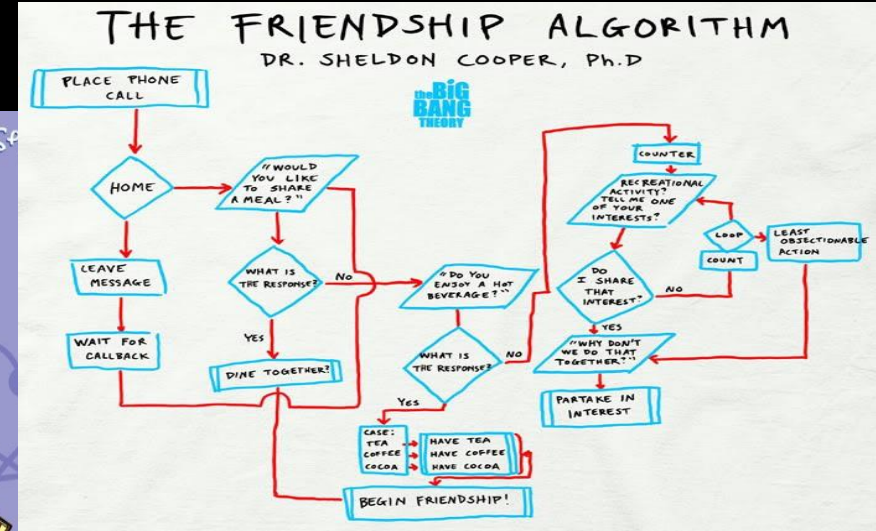 THE FRIENDSHIP ALGORITHM
DR. SHELDON COOPER, Ph.D
the BiG
BANG
THEORY
PLACE PHONE
CALL
HOME
LEAVE
MESSAGE
WAIT FOR
CALLBACK
"WOULD
YOU LIKE
TO SHARE
A MEAL?"
WHAT IS
THE RESPONSE?
No
YES
DINE TOGETHER?
"DO YOU
ENJOY A HOT
BEVERAGE?"
WHAT IS
THE RESPONSE?
NO
YES
CASE:
TEA
COFFEE
COCOA
HAVE TEA
HAVE COFFEE
HAVE COCOA
BEGIN FRIENDSHIP!
COUNTER
RECREATIONAL
ACTIVITY?
TELL ME ONE
OF YOUR
INTERESTS?
LOOP
COUNT
LEAST
OBJECTIONABLE
ACTION
DO
I SHARE
THAT
INTEREST?
NO
YES
"WHY DON'T
WE DO THAT
TOGETHER?"
PARTAKE IN
INTEREST